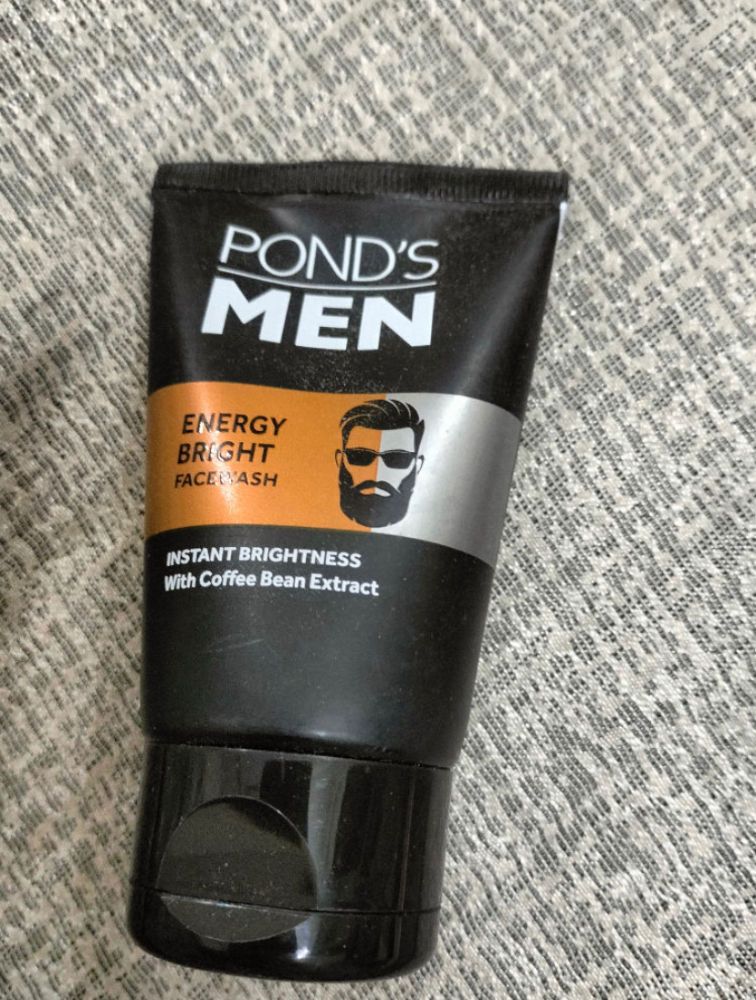 POND'S
MEN
ENERGY
BRIGHT
FACEWASH
INSTANT BRIGHTNESS
With Coffee Bean Extract